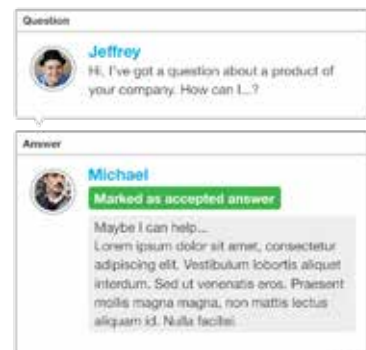 Question
Jeffrey
Hi, I've got a question about a product of
your company. How can I...?
Answer
Michael
Marked as accepted answer
Maybe I can help...
Lorem ipsum dolor sit amet, consectetur
adipiscing elit. Vestibulum lobortis aliquet
interdum. Sed ut venenatis eros. Praesent
mollis magna magna, non mattis lectus
aliquam id. Nulla facilisi.